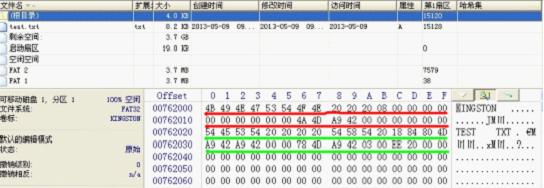 文件名 扩展 大小 创建时间 修改时间 访问时间 属性 第1扇区 哈希集
(根目录) 4.0 KB 15120
test.txt txt 8.2 KB 2013-05-09 09... 2013-05-09 09... 2013-05-09 A 15128
剩余空间 3.7 GB
启动扇区 19.0 KB 0
空闲空间
FAT 2 3.7 MB 7579
FAT 1 3.7 MB 38
可移动磁盘 1, 分区 1 100% 空闲
文件系统: FAT32
卷标: KINGSTON
默认的编辑模式
状态: 原始
撤销级别: 0
撤销相反: n/a
Offset 0 1 2 3 4 5 6 7 8 9 A B C D E F
00762000 4B 49 4E 47 53 54 4F 4E 20 20 20 08 00 00 00 00 KINGSTON ....
00762010 00 00 00 00 00 00 4A 4D A9 42 00 00 00 00 00 00 ......JM
00762020 54 45 53 54 20 20 20 20 54 58 54 20 18 84 80 4D TEST TXT . €M
00762030 A9 42 A9 42 00 00 78 4D A9 42 03 00 EE 20 00 00 ..xM
00762040 00 00 00 00 00 00 00 00 00 00 00 00 00 00 00 00 ................
00762050 00 00 00 00 00 00 00 00 00 00 00 00 00 00 00 00 ................
00762060 00 00 00 00 00 00 00 00 00 00 00 00 00 00 00 00 ................